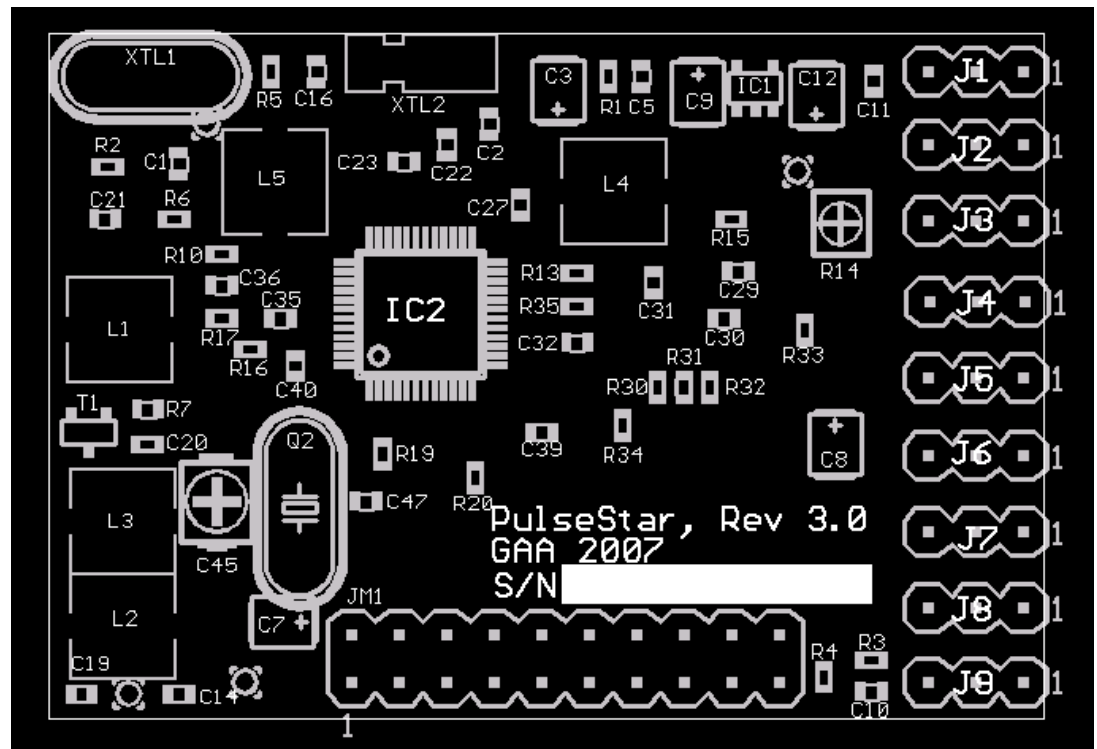 XTL1
R5
C16
XTL2
C3
R1
C5
C9
IC1
C12
C11
J1
1
R2
C1
L5
C23
C22
C2
L4
J2
1
C21
R6
C27
R15
R14
J3
1
R10
C36
C35
IC2
R13
C31
C29
L1
R17
R16
C40
R35
C32
C30
R33
J4
1
T1
R7
C20
R30
R31
R32
J5
1
Q2
R19
C39
R34
C8
J6
1
L3
C45
C47
R20
PulseStar, Rev 3.0
GAA 2007
S/N
J7
1
L2
C7
JM1
J8
1
C19
C14
1
R4
R3
C10
J9
1